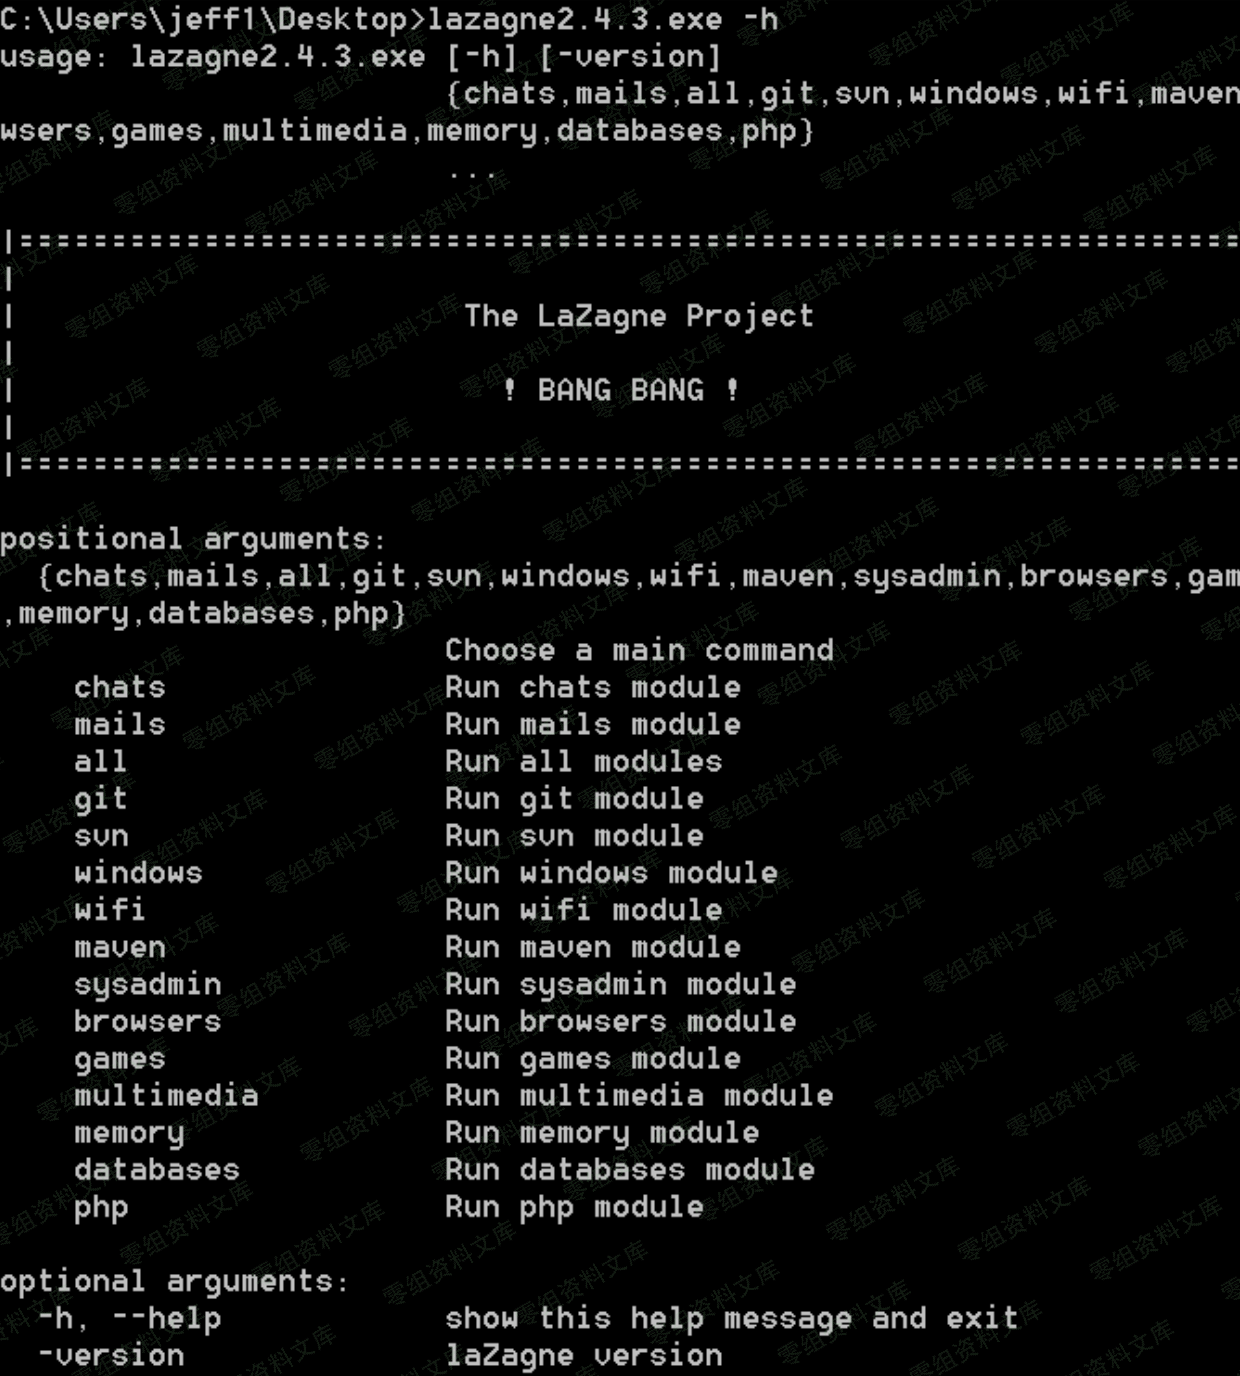 C:\Users\jeff1\Desktop>lazagne2.4.3.exe -h
usage: lazagne2.4.3.exe [-h] [-version]
{chats,mails,all,git,svn,windows,wifi,maven
wsers,games,multimedia,memory,databases,php}
...
|====================================================================
|
| The LaZagne Project
|
| ! BANG BANG !
|
|====================================================================
positional arguments:
{chats,mails,all,git,svn,windows,wifi,maven,sysadmin,browsers,gam
,memory,databases,php}
Choose a main command
chats Run chats module
mails Run mails module
all Run all modules
git Run git module
svn Run svn module
windows Run windows module
wifi Run wifi module
maven Run maven module
sysadmin Run sysadmin module
browsers Run browsers module
games Run games module
multimedia Run multimedia module
memory Run memory module
databases Run databases module
php Run php module
optional arguments:
-h, --help show this help message and exit
-version laZagne version
零组资料文库